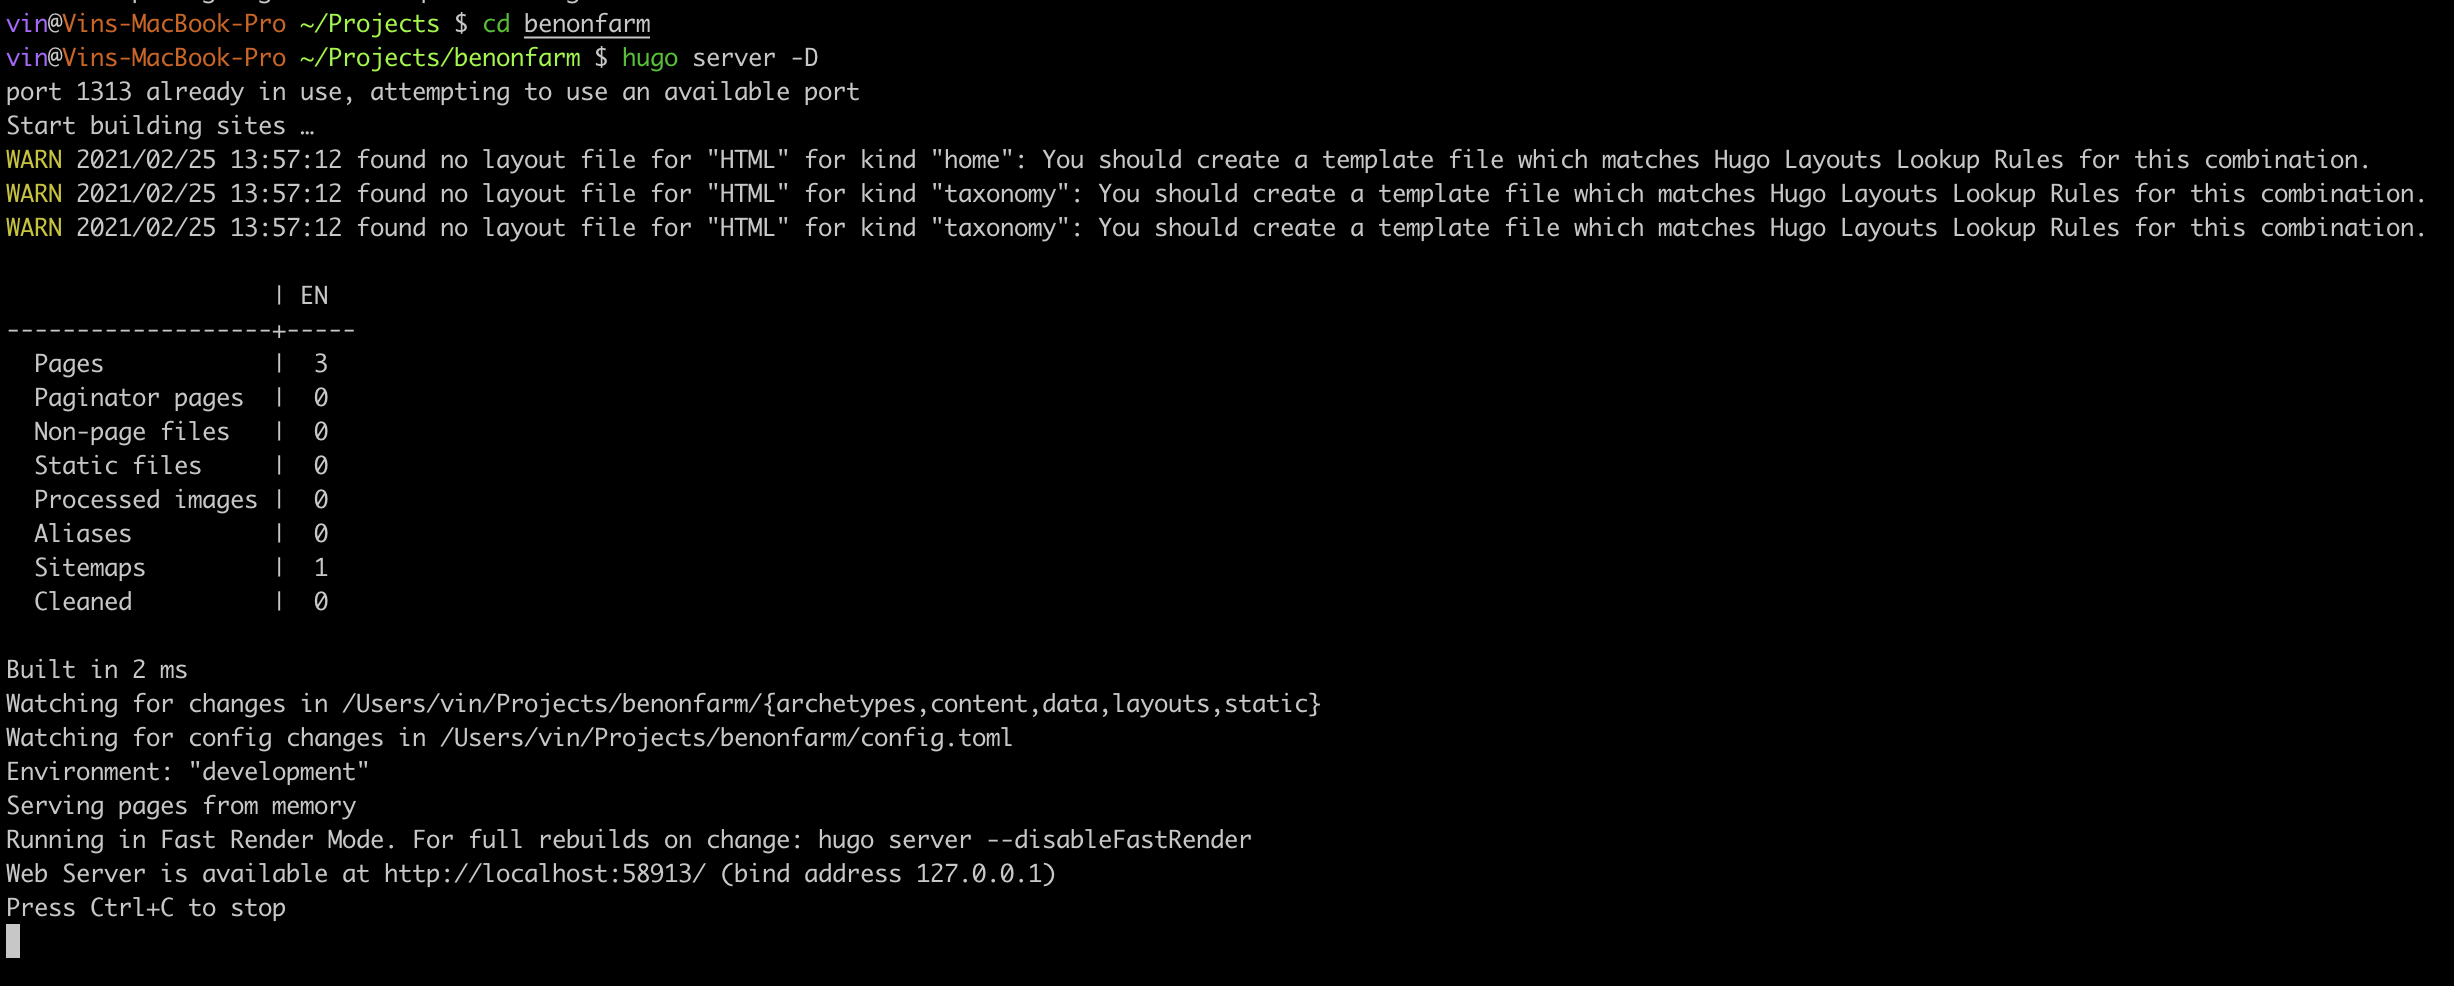 vin@Vins-MacBook-Pro ~/Projects $ cd benonfarm
vin@Vins-MacBook-Pro ~/Projects/benonfarm $ hugo server -D
port 1313 already in use, attempting to use an available port
Start building sites …
WARN 2021/02/25 13:57:12 found no layout file for "HTML" for kind "home": You should create a template file which matches Hugo Layouts Lookup Rules for this combination.
WARN 2021/02/25 13:57:12 found no layout file for "HTML" for kind "taxonomy": You should create a template file which matches Hugo Layouts Lookup Rules for this combination.
WARN 2021/02/25 13:57:12 found no layout file for "HTML" for kind "taxonomy": You should create a template file which matches Hugo Layouts Lookup Rules for this combination.
                   | EN
-------------------+-----
  Pages            |  3
  Paginator pages  |  0
  Non-page files   |  0
  Static files     |  0
  Processed images |  0
  Aliases          |  0
  Sitemaps         |  1
  Cleaned          |  0
Built in 2 ms
Watching for changes in /Users/vin/Projects/benonfarm/{archetypes,content,data,layouts,static}
Watching for config changes in /Users/vin/Projects/benonfarm/config.toml
Environment: "development"
Serving pages from memory
Running in Fast Render Mode. For full rebuilds on change: hugo server --disableFastRender
Web Server is available at http://localhost:58913/ (bind address 127.0.0.1)
Press Ctrl+C to stop